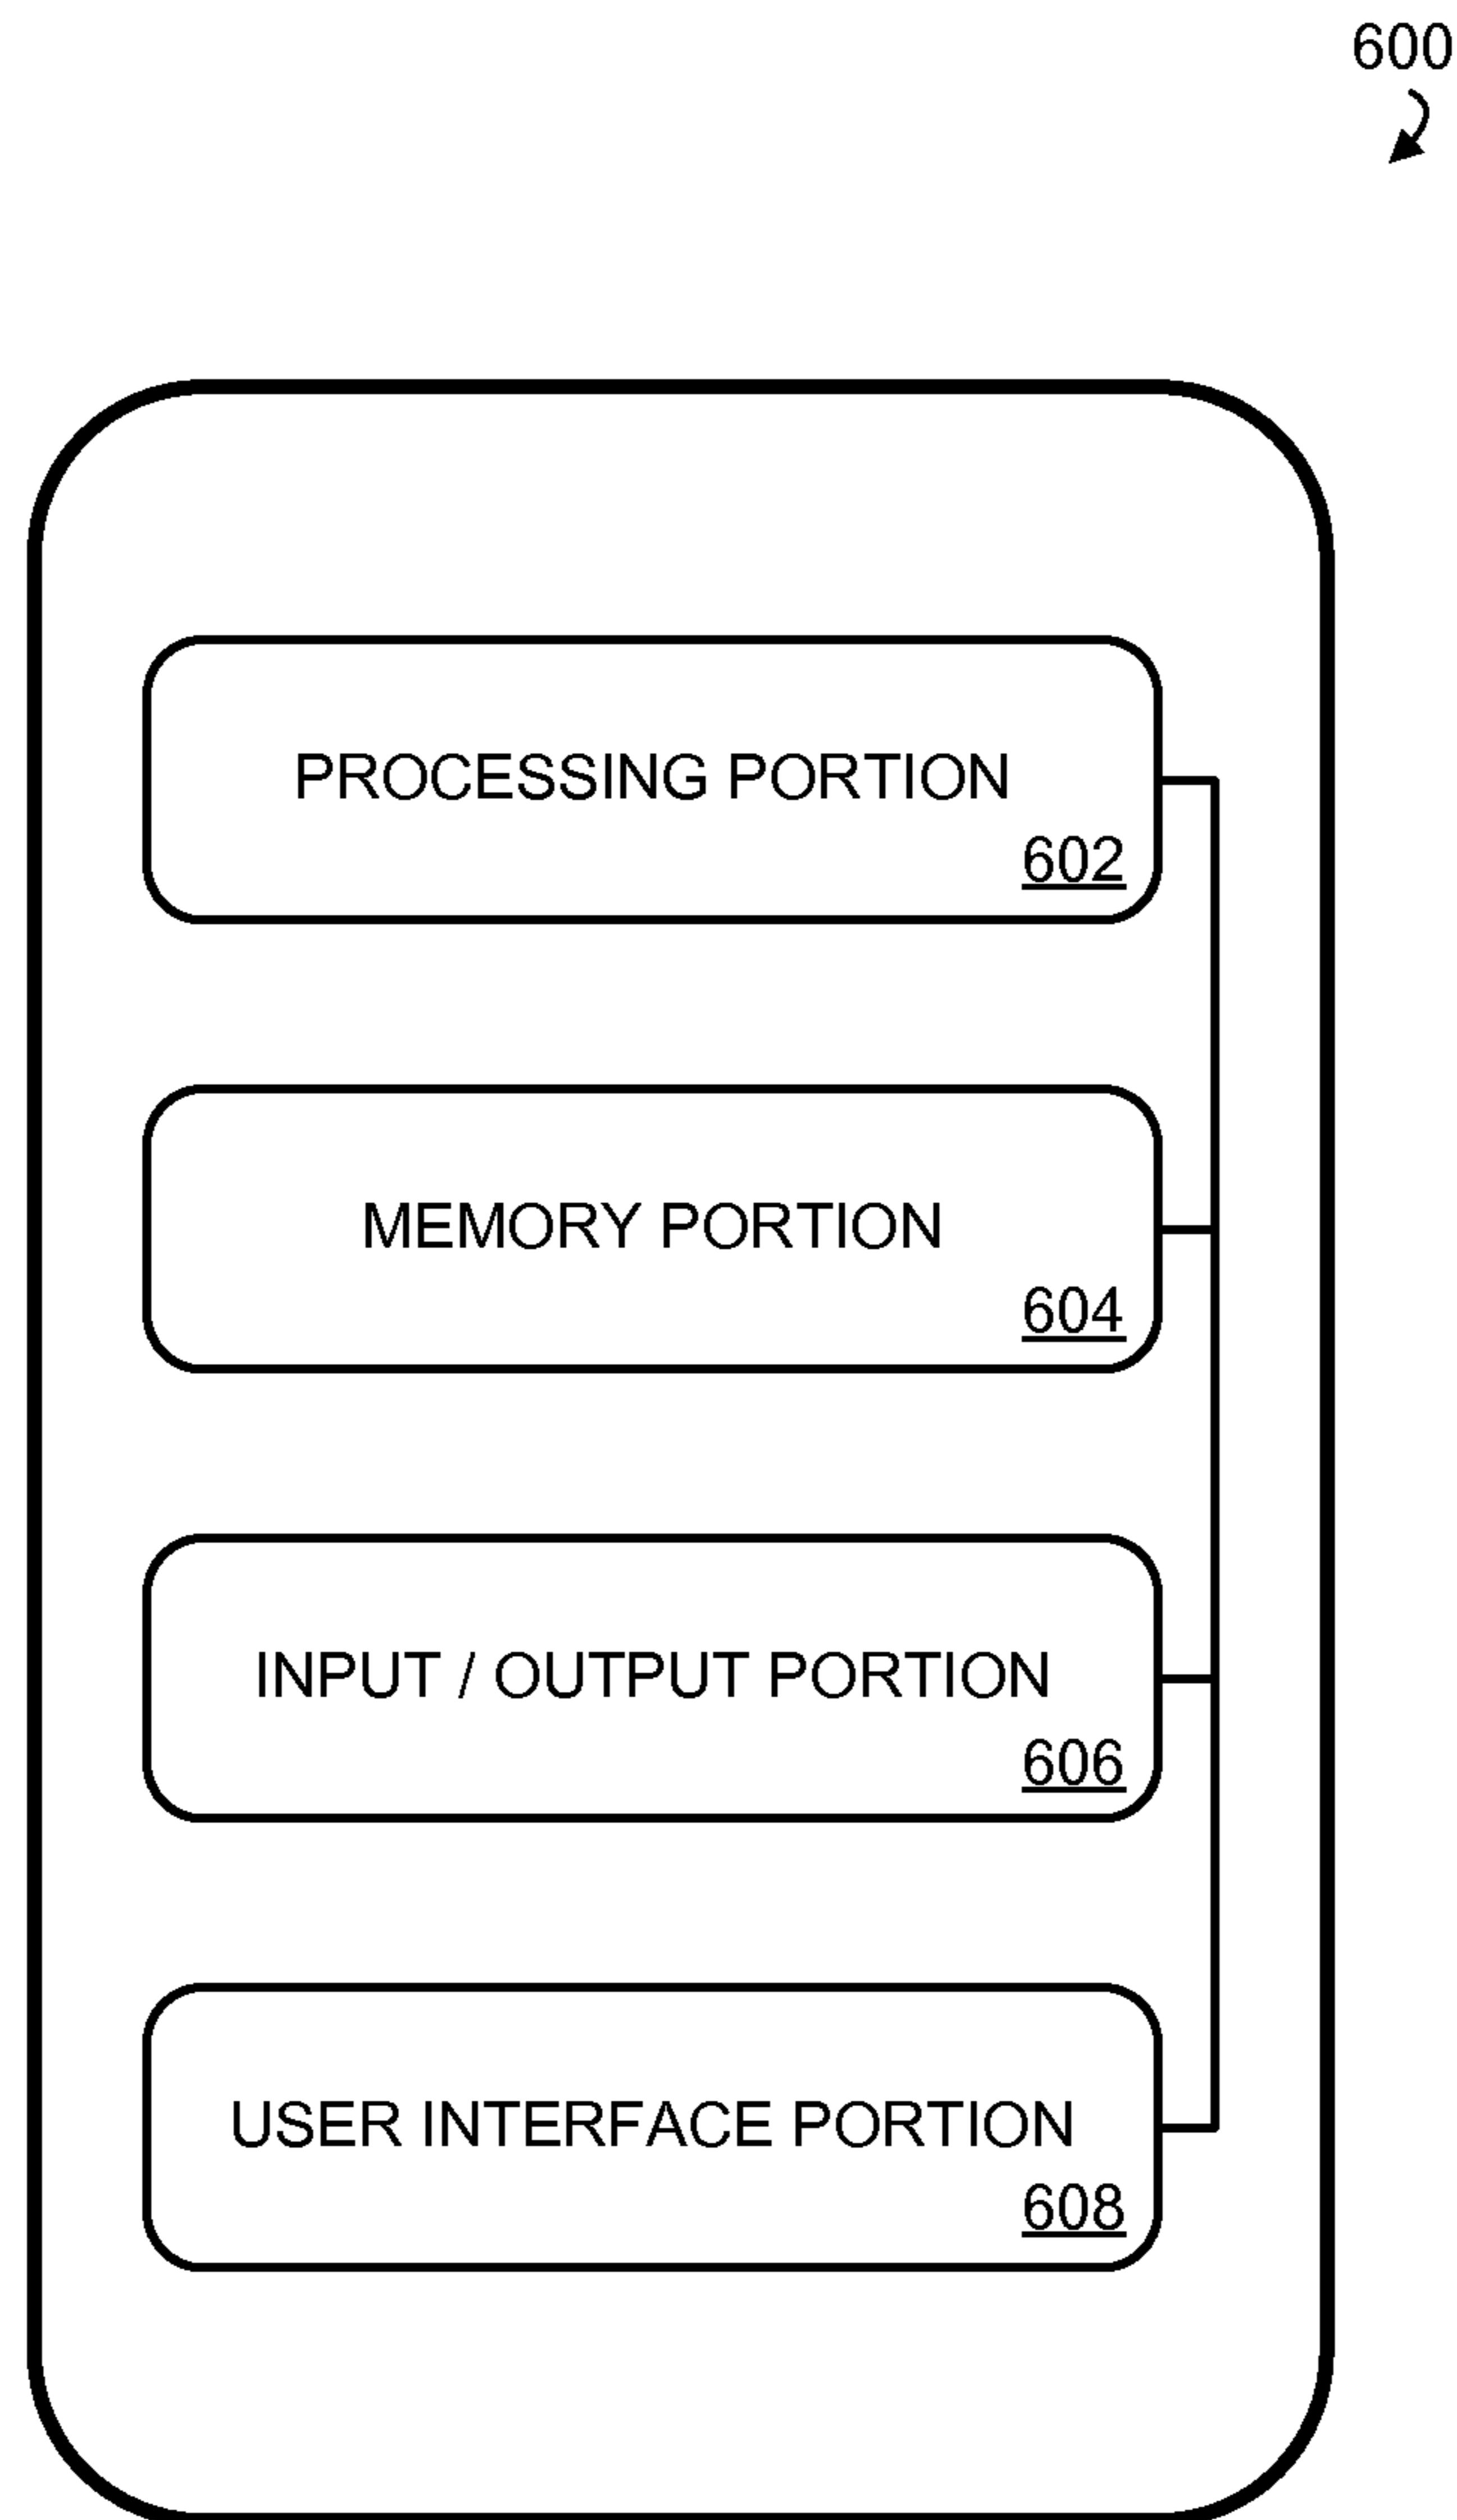 600
PROCESSING PORTION
602
MEMORY PORTION
604
INPUT / OUTPUT PORTION
606
USER INTERFACE PORTION
608